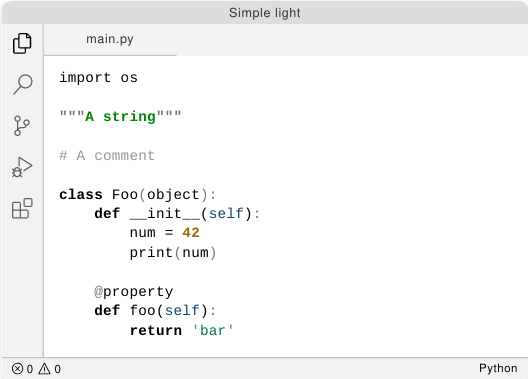 Simple light
main.py
import os
"""A string"""
# A comment
class Foo(object):
    def __init__(self):
        num = 42
        print(num)
    @property
    def foo(self):
        return 'bar'
0 0 Python